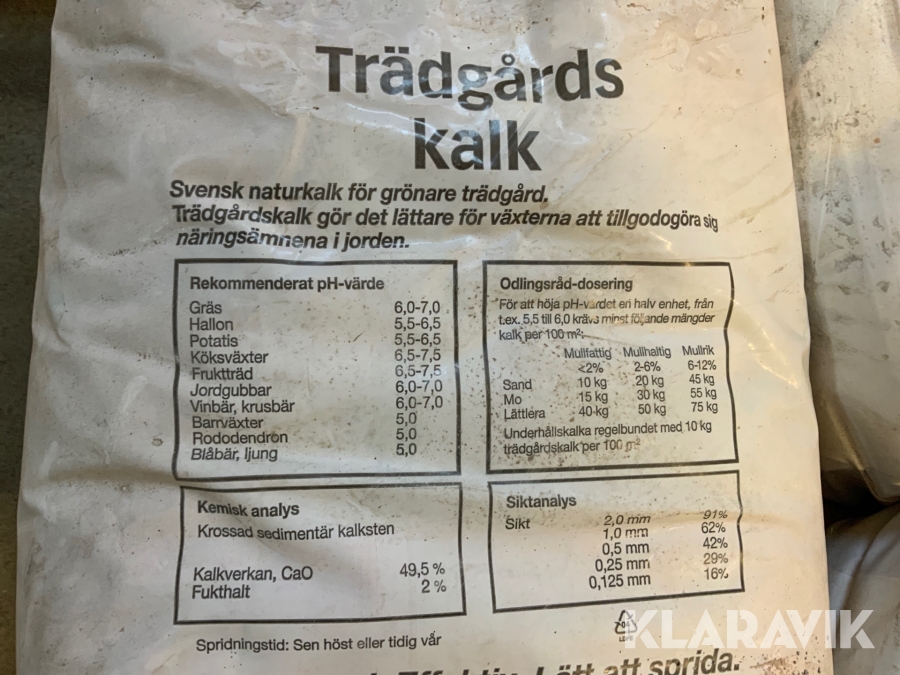 Trädgårds
kalk
Svensk naturkalk för grönare trädgård.
Trädgårdskalk gör det lättare för växterna att tillgodogöra sig
näringsämnena i jorden.
Rekommenderat pH-värde
Gräs 6,0-7,0
Hallon 5,5-6,5
Potatis 5,5-6,5
Köksväxter 6,5-7,5
Fruktträd 6,5-7,5
Jordgubbar 6,0-7,0
Vinbär, krusbär 6,0-7,0
Barrväxter 5,0
Rododendron 5,0
Blåbär, ljung 5,0
Odlingsråd-dosering
För att höja pH-värdet en halv enhet, från
t.ex. 5,5 till 6,0 krävs minst följande mängder
kalk per 100 m²:
Mullfattig Mullhaltig Mullrik
<2% 2-6% 6-12%
Sand 10 kg 20 kg 45 kg
Mo 15 kg 30 kg 55 kg
Lättlera 40 kg 50 kg 75 kg
Underhållskalka regelbundet med 10 kg
trädgårdskalk per 100 m²
Kemisk analys
Krossad sedimentär kalksten
Kalkverkan, CaO 49,5 %
Fukthalt 2 %
Siktanalys
Sikt 2,0 mm 91%
1,0 mm 62%
0,5 mm 42%
0,25 mm 29%
0,125 mm 16%
Spridningstid: Sen höst eller tidig vår
04
LDPE
KLARAVIK
Effektiv. Lätt att sprida.